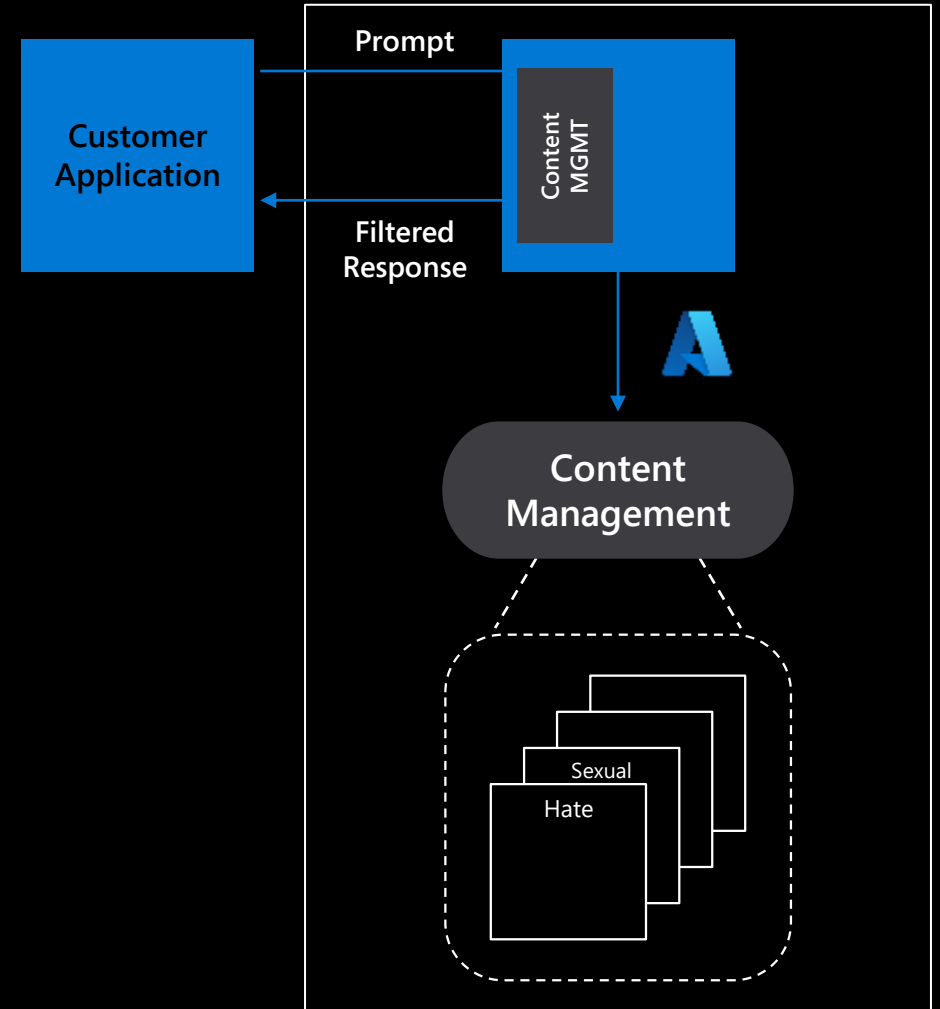 Prompt
Customer
Application
Content
MGMT
Filtered
Response
Content
Management
Sexual
Hate